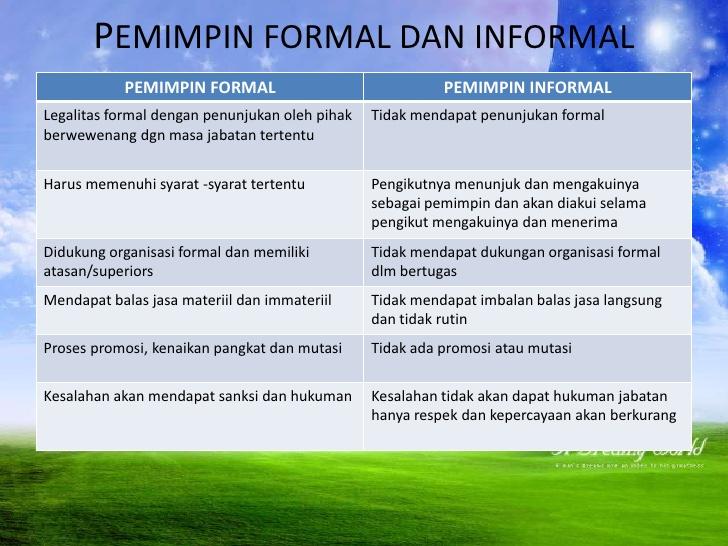 PEMIMPIN FORMAL DAN INFORMAL
PEMIMPIN FORMAL
PEMIMPIN INFORMAL
Legalitas formal dengan penunjukan oleh pihak
berwewenang dgn masa jabatan tertentu
Tidak mendapat penunjukan formal
Harus memenuhi syarat -syarat tertentu
Pengikutnya menunjuk dan mengakuinya
sebagai pemimpin dan akan diakui selama
pengikut mengakuinya dan menerima
Didukung organisasi formal dan memiliki
atasan/superiors
Tidak mendapat dukungan organisasi formal
dlm bertugas
Mendapat balas jasa materiil dan immateriil
Tidak mendapat imbalan balas jasa langsung
dan tidak rutin
Proses promosi, kenaikan pangkat dan mutasi
Tidak ada promosi atau mutasi
Kesalahan akan mendapat sanksi dan hukuman
Kesalahan tidak akan dapat hukuman jabatan
hanya respek dan kepercayaan akan berkurang
World